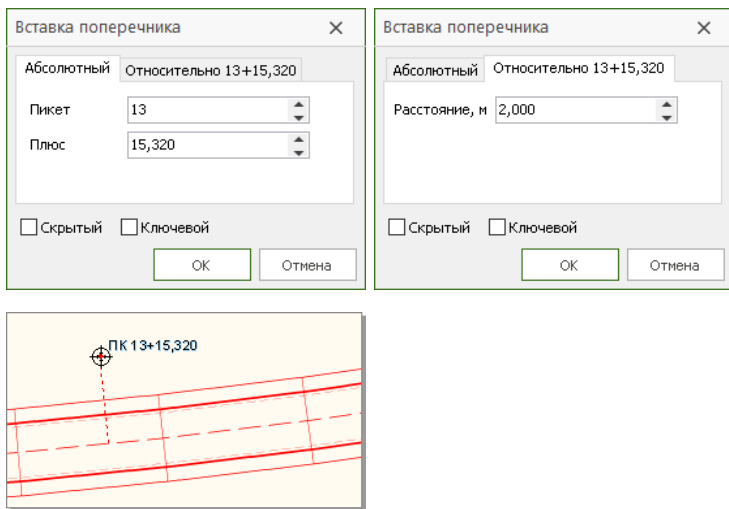 Вставка поперечника
Абсолютный Относительно 13+15,320
Пикет 13
Плюс 15,320
Скрытый Ключевой
ОК Отмена
Вставка поперечника
Абсолютный Относительно 13+15,320
Расстояние, м 2,000
Скрытый Ключевой
ОК Отмена
ПК 13+15,320